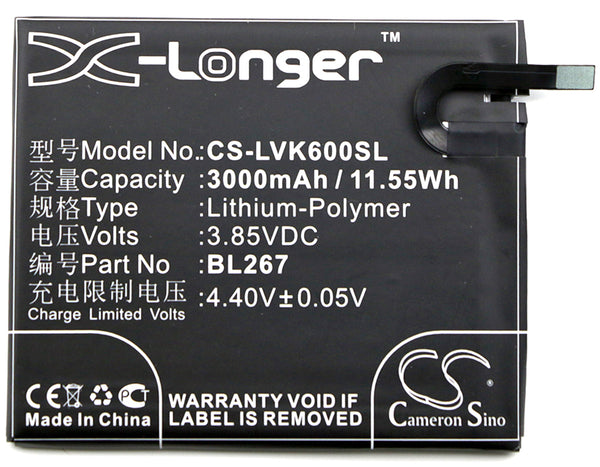 X-Longer™
型号Model No.: CS-LVK600SL
容量Capacity : 3000mAh / 11.55Wh
规格Type : Lithium-Polymer
电压Volts : 3.85VDC
编号Part No : BL267
充电限制电压 : 4.40V±0.05V
Charge Limited Volts
CE PbF
Made In China
WARRANTY VOID IF
LABEL IS REMOVED
CS
Cameron Sino